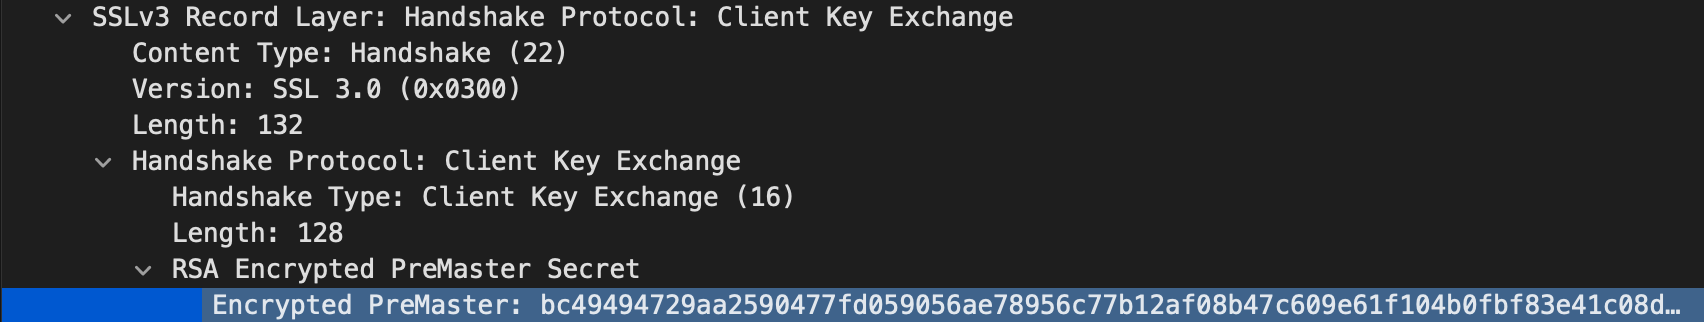 SSLv3 Record Layer: Handshake Protocol: Client Key Exchange
Content Type: Handshake (22)
Version: SSL 3.0 (0x0300)
Length: 132
Handshake Protocol: Client Key Exchange
Handshake Type: Client Key Exchange (16)
Length: 128
RSA Encrypted PreMaster Secret
Encrypted PreMaster: bc49494729aa2590477fd059056ae78956c77b12af08b47c609e61f104b0fbf83e41c08d…